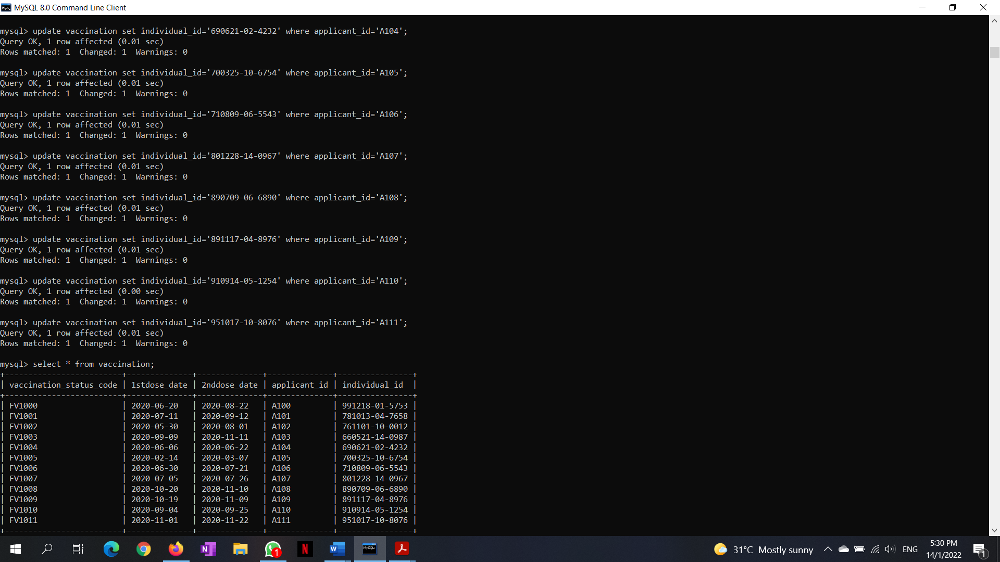 MySQL 8.0 Command Line Client
mysql> update vaccination set individual_id='690621-02-4232' where applicant_id='A104';
Query OK, 1 row affected (0.01 sec)
Rows matched: 1  Changed: 1  Warnings: 0
mysql> update vaccination set individual_id='700325-10-6754' where applicant_id='A105';
Query OK, 1 row affected (0.01 sec)
Rows matched: 1  Changed: 1  Warnings: 0
mysql> update vaccination set individual_id='710809-06-5543' where applicant_id='A106';
Query OK, 1 row affected (0.01 sec)
Rows matched: 1  Changed: 1  Warnings: 0
mysql> update vaccination set individual_id='801228-14-0967' where applicant_id='A107';
Query OK, 1 row affected (0.01 sec)
Rows matched: 1  Changed: 1  Warnings: 0
mysql> update vaccination set individual_id='890709-06-6890' where applicant_id='A108';
Query OK, 1 row affected (0.01 sec)
Rows matched: 1  Changed: 1  Warnings: 0
mysql> update vaccination set individual_id='891117-04-8976' where applicant_id='A109';
Query OK, 1 row affected (0.01 sec)
Rows matched: 1  Changed: 1  Warnings: 0
mysql> update vaccination set individual_id='910914-05-1254' where applicant_id='A110';
Query OK, 1 row affected (0.00 sec)
Rows matched: 1  Changed: 1  Warnings: 0
mysql> update vaccination set individual_id='951017-10-8076' where applicant_id='A111';
Query OK, 1 row affected (0.01 sec)
Rows matched: 1  Changed: 1  Warnings: 0
mysql> select * from vaccination;
+-------------------------+--------------+--------------+--------------+----------------+
| vaccination_status_code | 1stdose_date | 2nddose_date | applicant_id | individual_id  |
+-------------------------+--------------+--------------+--------------+----------------+
| FV1000                  | 2020-06-20   | 2020-08-22   | A100         | 991218-01-5753 |
| FV1001                  | 2020-07-11   | 2020-09-12   | A101         | 781013-04-7658 |
| FV1002                  | 2020-05-30   | 2020-08-01   | A102         | 761101-10-0012 |
| FV1003                  | 2020-09-09   | 2020-11-11   | A103         | 660521-14-0987 |
| FV1004                  | 2020-06-06   | 2020-06-22   | A104         | 690621-02-4232 |
| FV1005                  | 2020-02-14   | 2020-03-07   | A105         | 700325-10-6754 |
| FV1006                  | 2020-06-30   | 2020-07-21   | A106         | 710809-06-5543 |
| FV1007                  | 2020-07-05   | 2020-07-26   | A107         | 801228-14-0967 |
| FV1008                  | 2020-10-20   | 2020-11-10   | A108         | 890709-06-6890 |
| FV1009                  | 2020-10-19   | 2020-11-09   | A109         | 891117-04-8976 |
| FV1010                  | 2020-09-04   | 2020-09-25   | A110         | 910914-05-1254 |
| FV1011                  | 2020-11-01   | 2020-11-22   | A111         | 951017-10-8076 |
+-------------------------+--------------+--------------+--------------+----------------+
31°C Mostly sunny ENG 5:30 PM
14/1/2022
1
1